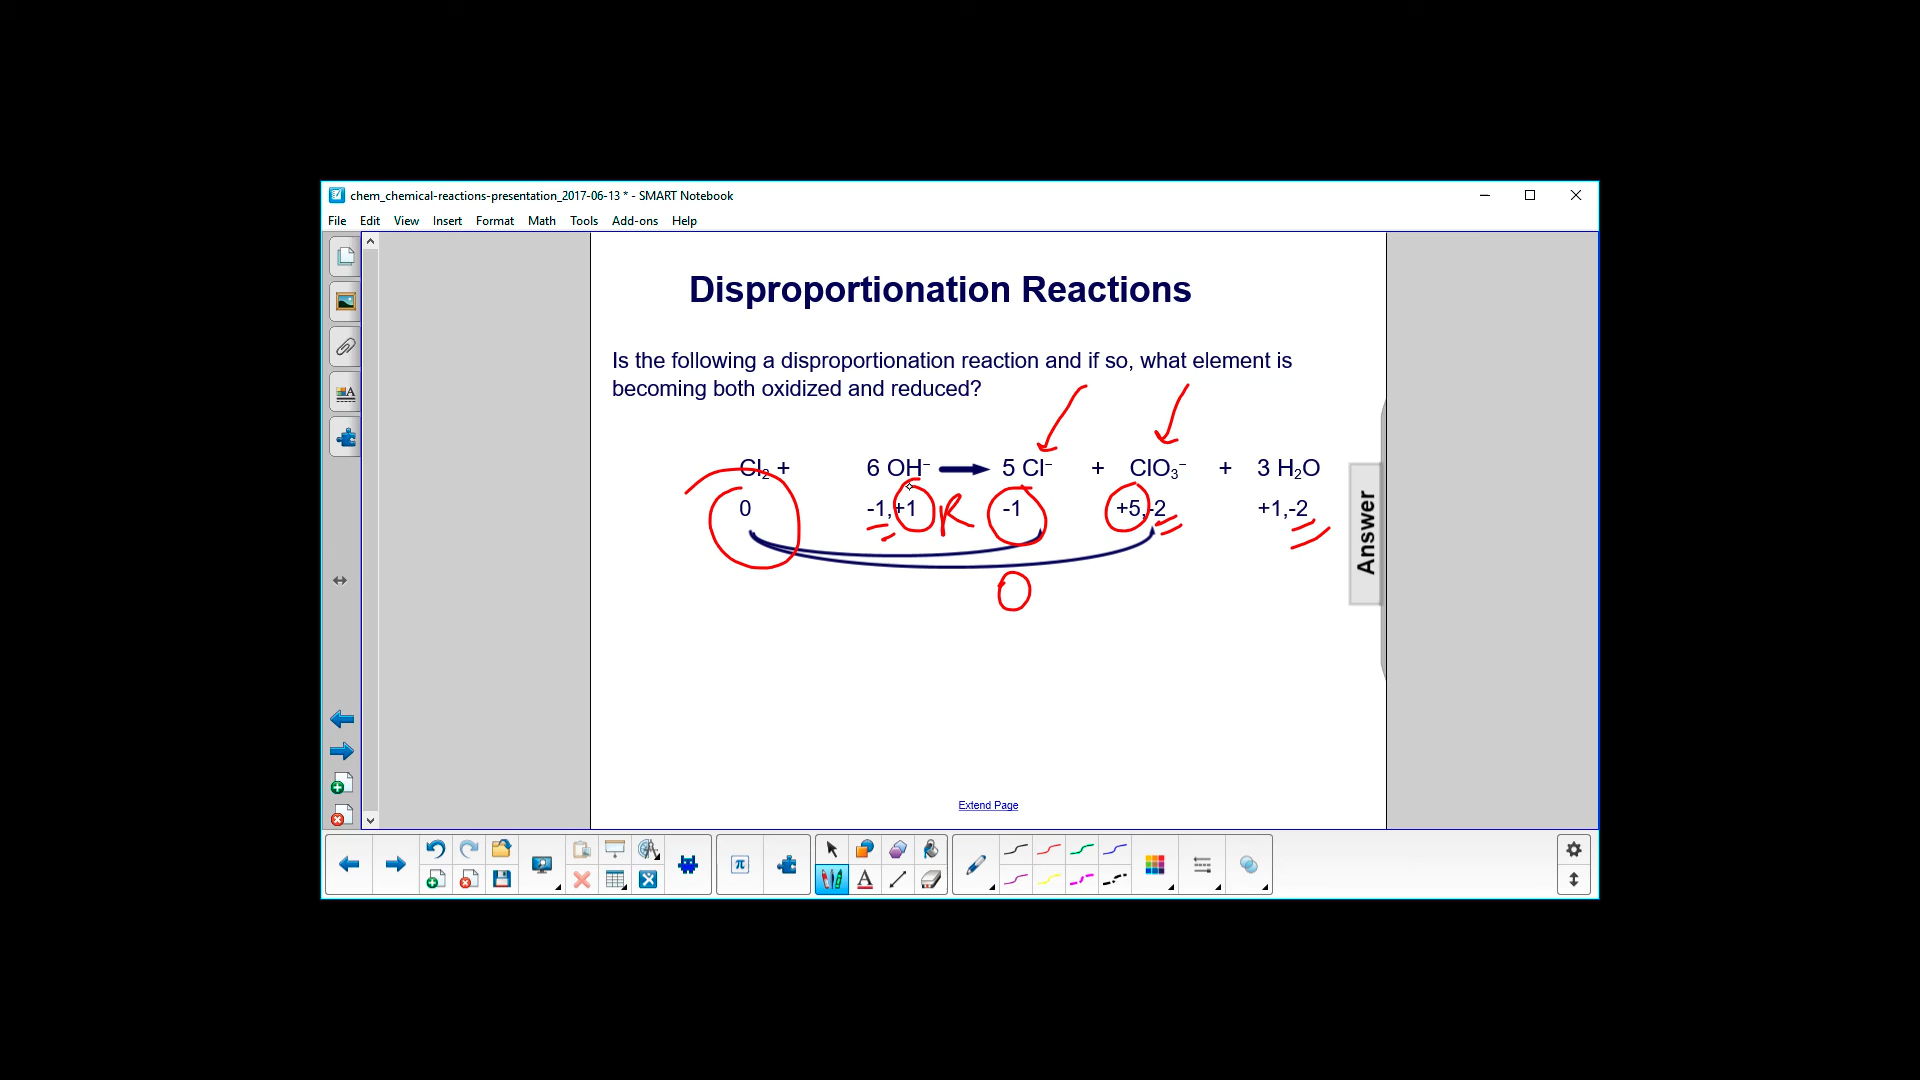 chem_chemical-reactions-presentation_2017-06-13 * - SMART Notebook
File Edit View Insert Format Math Tools Add-ons Help
Disproportionation Reactions
Is the following a disproportionation reaction and if so, what element is
becoming both oxidized and reduced?
Cl₂ + 6 OH⁻ 5 Cl⁻ + ClO₃⁻ + 3 H₂O
0 -1,+1 R -1 +5,-2 +1,-2
O
Answer
Extend Page